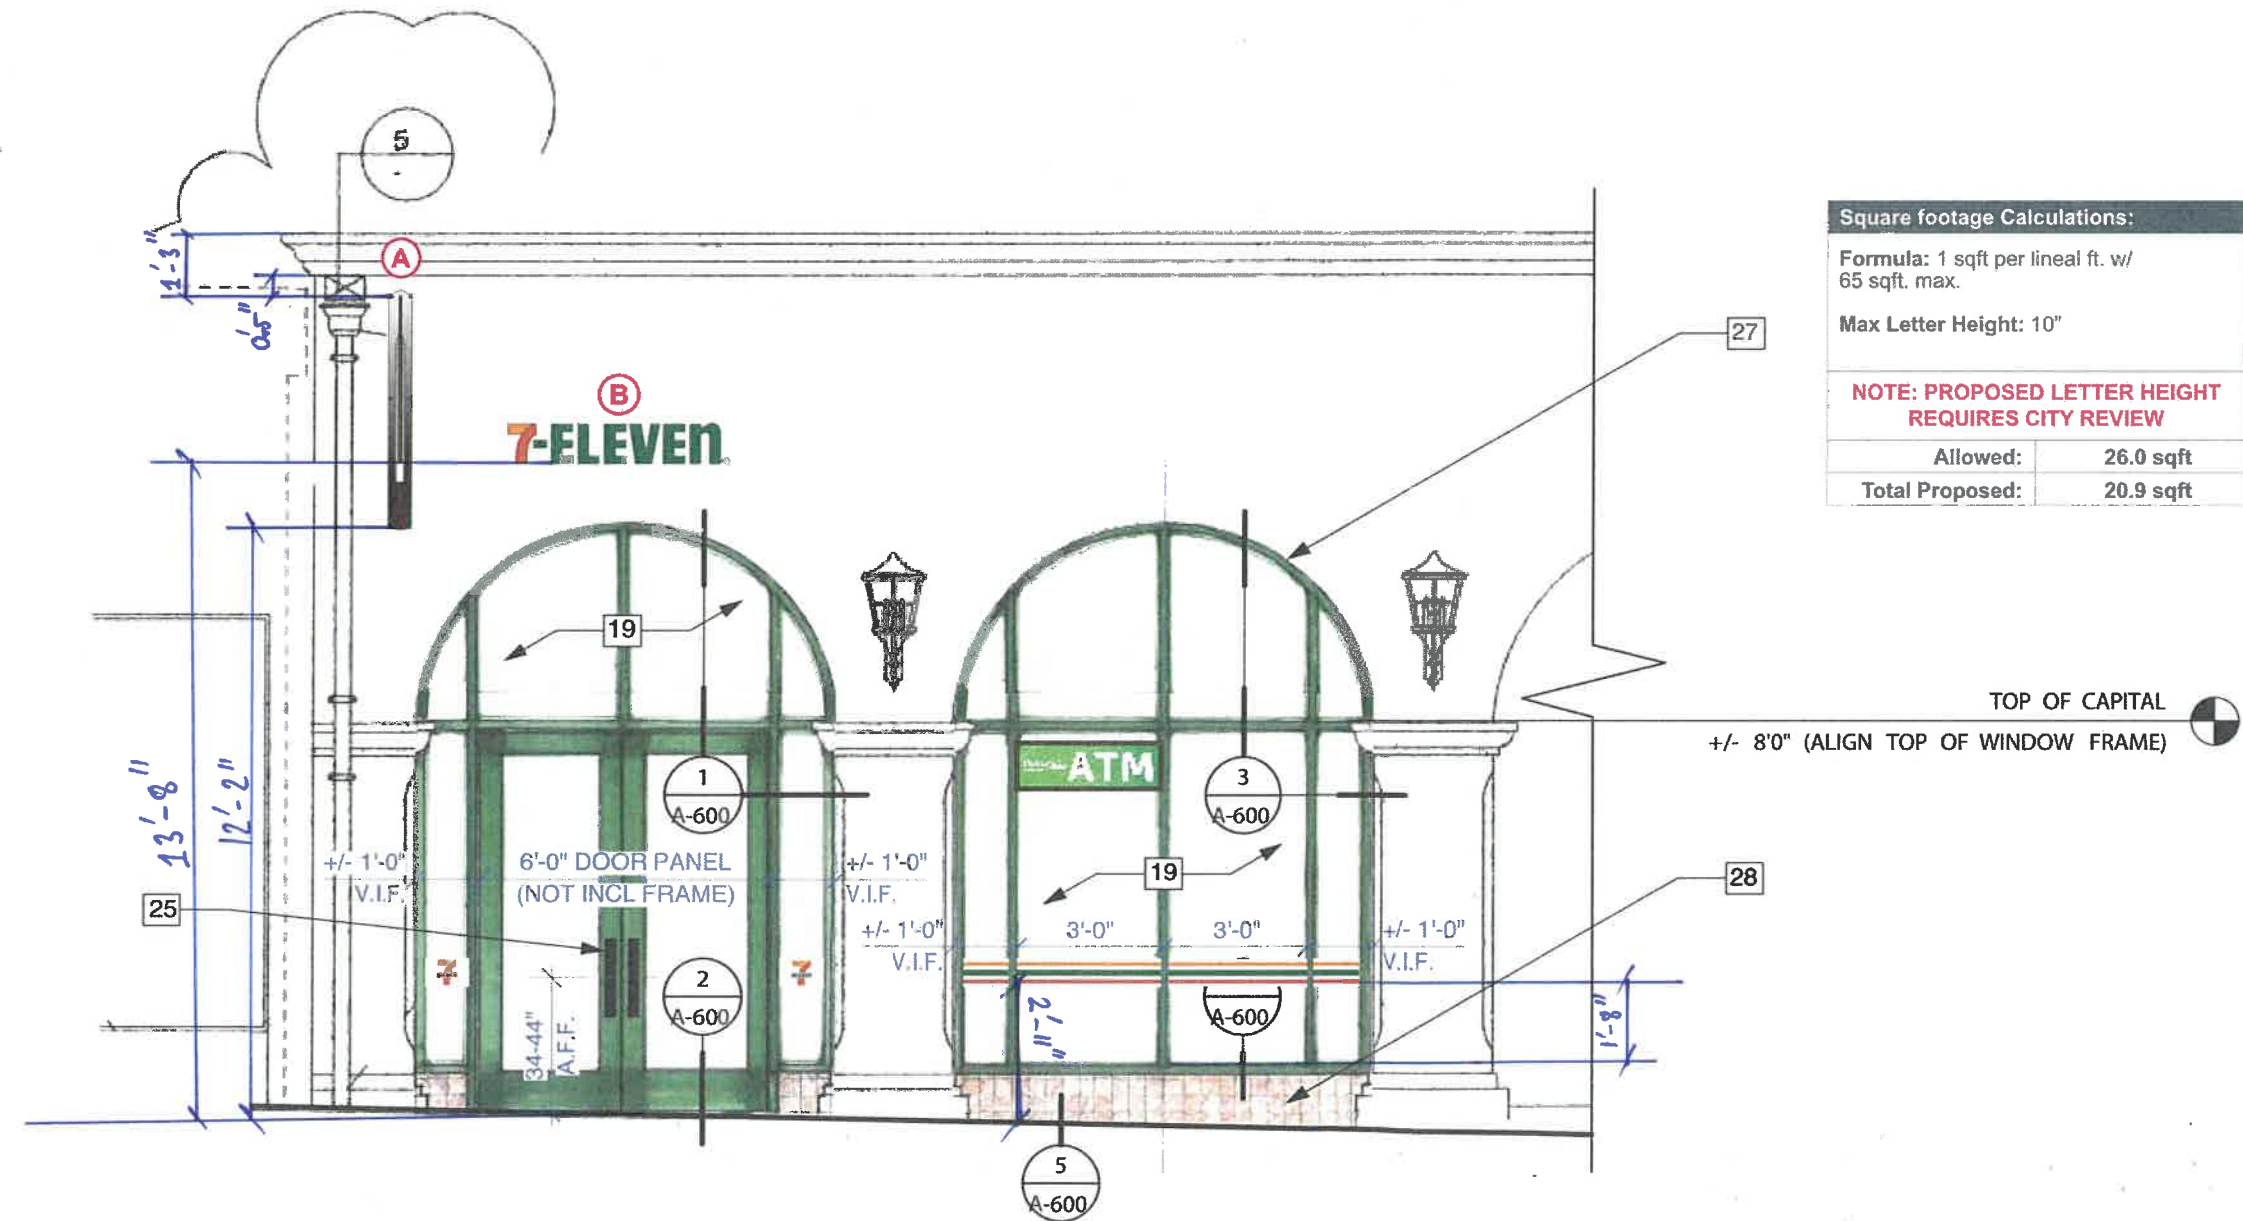 5
-
A
1'-3"
0.5"
Square footage Calculations:
Formula: 1 sqft per lineal ft. w/
65 sqft. max.
Max Letter Height: 10"
NOTE: PROPOSED LETTER HEIGHT
REQUIRES CITY REVIEW
Allowed: 26.0 sqft
Total Proposed: 20.9 sqft
27
B
7-ELEVEn
19
TOP OF CAPITAL
+/- 8'0" (ALIGN TOP OF WINDOW FRAME)
13'-8"
12'-2"
1
A-600
ATM
3
A-600
+/- 1'-0"
V.I.F.
6'-0" DOOR PANEL
(NOT INCL FRAME)
+/- 1'-0"
V.I.F.
19
28
25
+/- 1'-0"
V.I.F.
3'-0"
3'-0"
+/- 1'-0"
V.I.F.
7
7
2
A-600
A-600
34-44"
A.F.F.
2'-11"
1'-8"
5
A-600